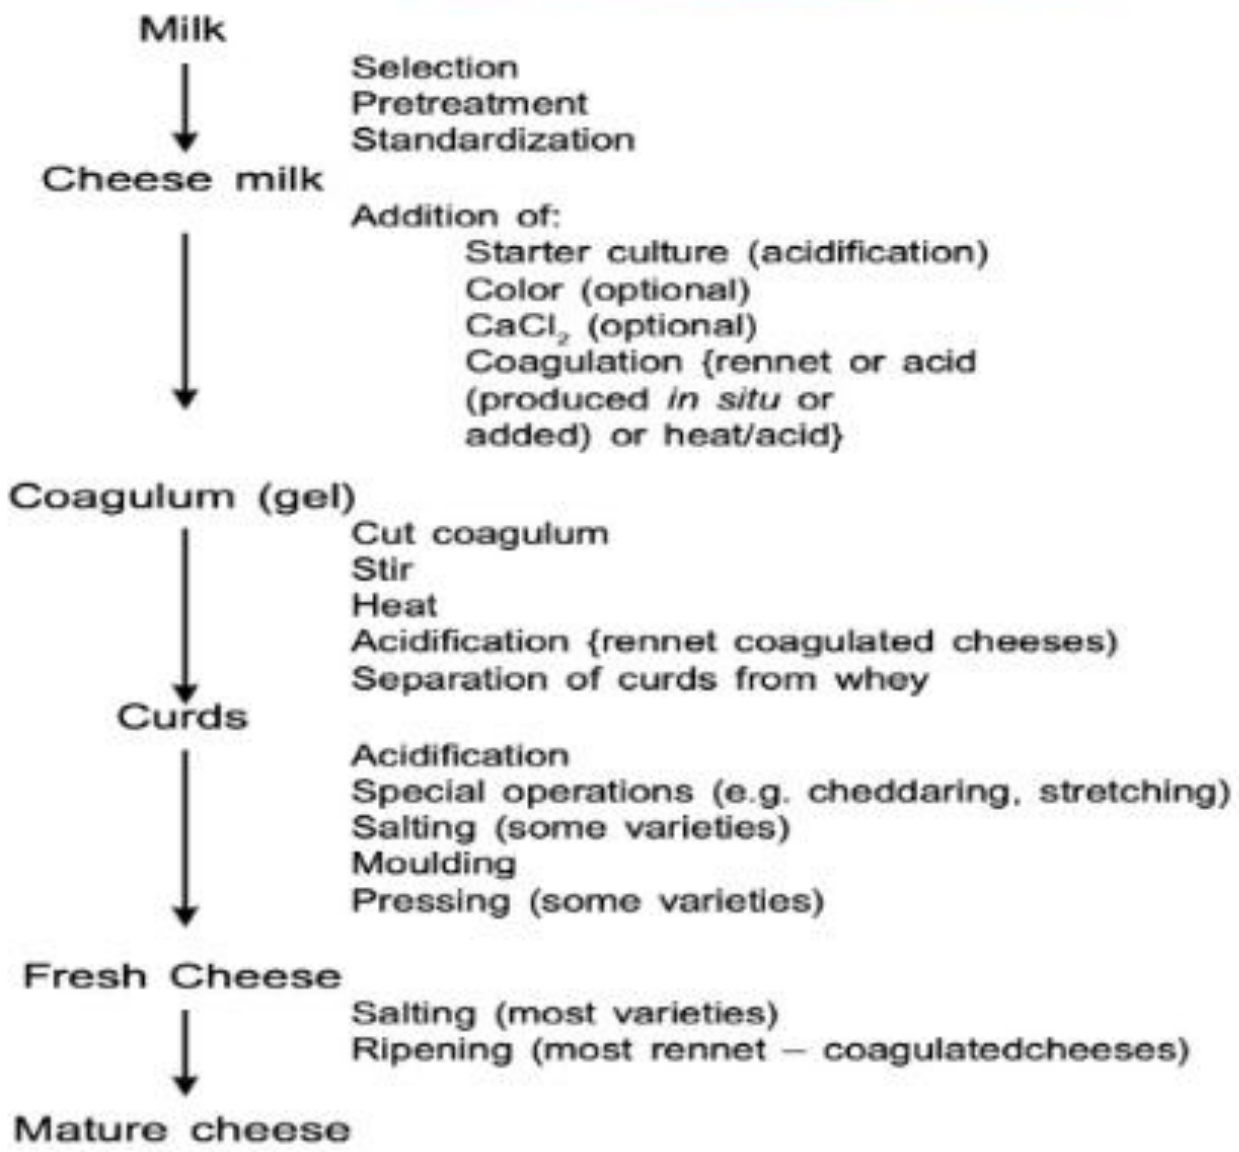 Milk
Selection
Pretreatment
Standardization
Cheese milk
Addition of:
Starter culture (acidification)
Color (optional)
CaCl₂ (optional)
Coagulation {rennet or acid
(produced in situ or
added) or heat/acid}
Coagulum (gel)
Cut coagulum
Stir
Heat
Acidification {rennet coagulated cheeses)
Separation of curds from whey
Curds
Acidification
Special operations (e.g. cheddaring, stretching)
Salting (some varieties)
Moulding
Pressing (some varieties)
Fresh Cheese
Salting (most varieties)
Ripening (most rennet – coagulatedcheeses)
Mature cheese